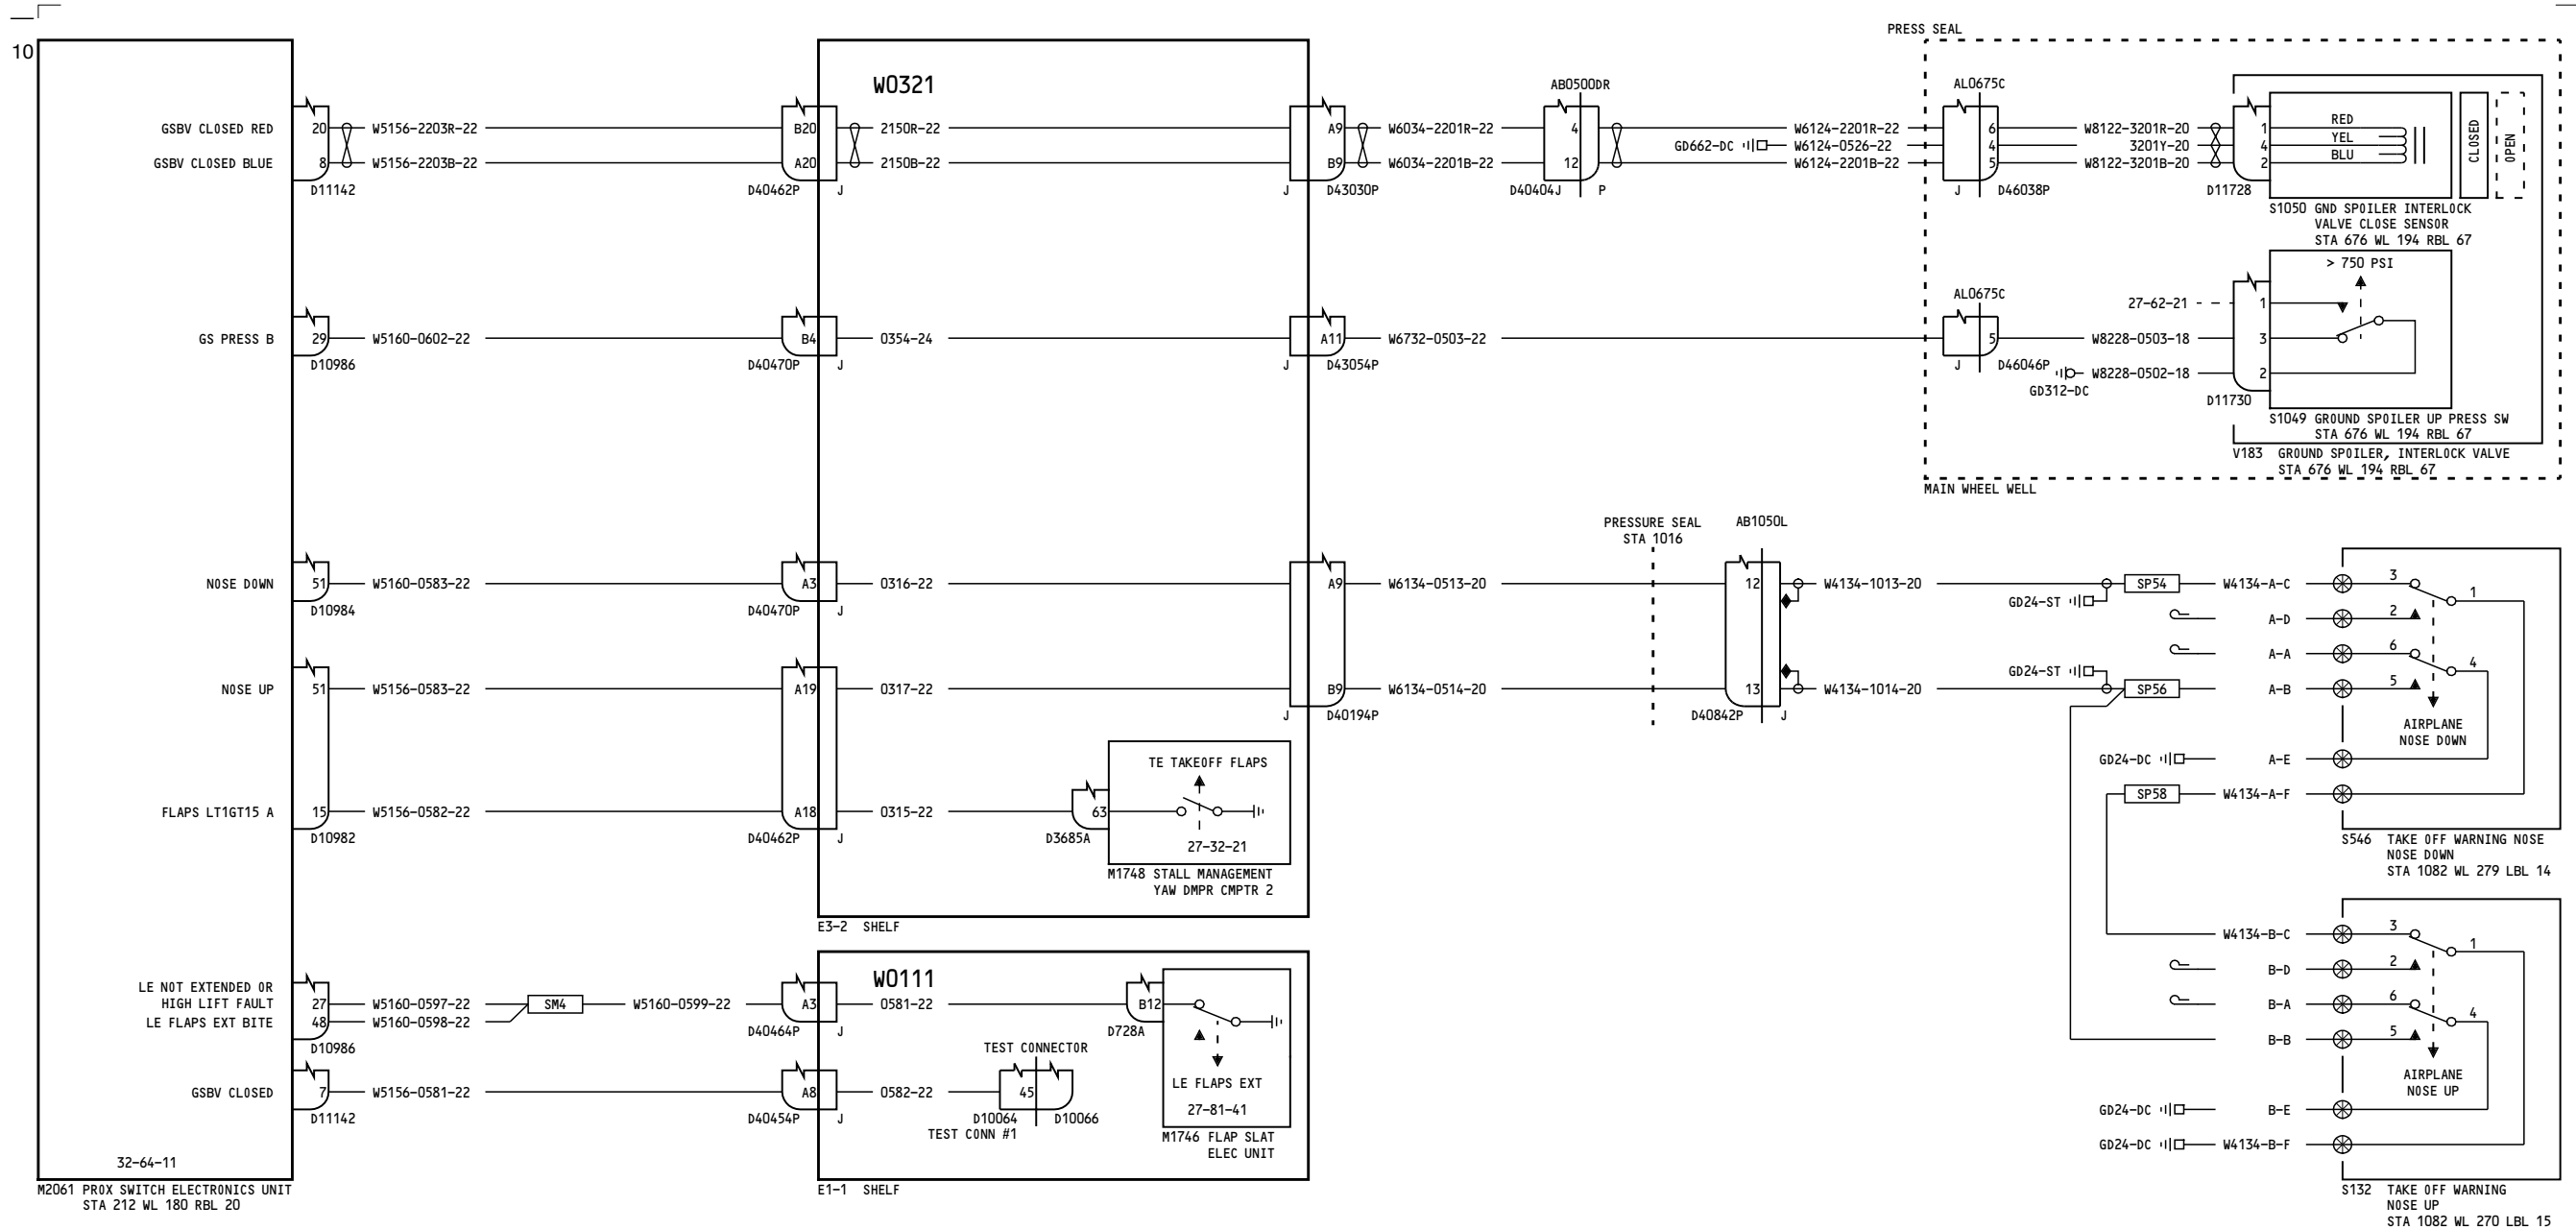 10
PRESS SEAL
W0321
AB0500DR
AL0675C
GSBV CLOSED RED
20
W5156-2203R-22
B20
2150R-22
A9
W6034-2201R-22
4
W6124-2201R-22
6
W8122-3201R-20
1
RED
GD662-DC
W6124-0526-22
4
3201Y-20
4
YEL
GSBV CLOSED BLUE
8
W5156-2203B-22
A20
2150B-22
B9
W6034-2201B-22
12
W6124-2201B-22
5
W8122-3201B-20
2
BLU
CLOSED
OPEN
D11142
D40462P
J
J
D43030P
D40404J
P
J
D46038P
D11728
S1050 GND SPOILER INTERLOCK
VALVE CLOSE SENSOR
STA 676 WL 194 RBL 67
> 750 PSI
AL0675C
27-62-21
1
GS PRESS B
29
W5160-0602-22
B4
0354-24
A11
W6732-0503-22
5
W8228-0503-18
3
D10986
D40470P
J
J
D43054P
J
D46046P
W8228-0502-18
2
GD312-DC
D11730
S1049 GROUND SPOILER UP PRESS SW
STA 676 WL 194 RBL 67
V183 GROUND SPOILER, INTERLOCK VALVE
STA 676 WL 194 RBL 67
MAIN WHEEL WELL
PRESSURE SEAL
STA 1016
AB1050L
NOSE DOWN
51
W5160-0583-22
A3
0316-22
A9
W6134-0513-20
12
W4134-1013-20
SP54
W4134-A-C
3
1
GD24-ST
D10984
D40470P
J
A-D
2
A-A
6
4
GD24-ST
NOSE UP
51
W5156-0583-22
A19
0317-22
B9
W6134-0514-20
13
W4134-1014-20
SP56
A-B
5
J
D40194P
D40842P
J
AIRPLANE
NOSE DOWN
GD24-DC
A-E
SP58
W4134-A-F
TE TAKEOFF FLAPS
FLAPS LT1GT15 A
15
W5156-0582-22
A18
0315-22
63
D10982
D40462P
J
D3685A
27-32-21
M1748 STALL MANAGEMENT
YAW DMPR CMPTR 2
S546 TAKE OFF WARNING NOSE
NOSE DOWN
STA 1082 WL 279 LBL 14
E3-2 SHELF
W0111
W4134-B-C
3
1
B-D
2
LE NOT EXTENDED OR
HIGH LIFT FAULT
27
W5160-0597-22
SM4
W5160-0599-22
A3
0581-22
B12
B-A
6
4
LE FLAPS EXT BITE
48
W5160-0598-22
D10986
D40464P
J
D728A
B-B
5
TEST CONNECTOR
LE FLAPS EXT
AIRPLANE
NOSE UP
GSBV CLOSED
7
W5156-0581-22
A8
0582-22
45
27-81-41
GD24-DC
B-E
D11142
D40454P
J
D10064
D10066
TEST CONN #1
M1746 FLAP SLAT
ELEC UNIT
GD24-DC
W4134-B-F
32-64-11
M2061 PROX SWITCH ELECTRONICS UNIT
STA 212 WL 180 RBL 20
E1-1 SHELF
S132 TAKE OFF WARNING
NOSE UP
STA 1082 WL 270 LBL 15